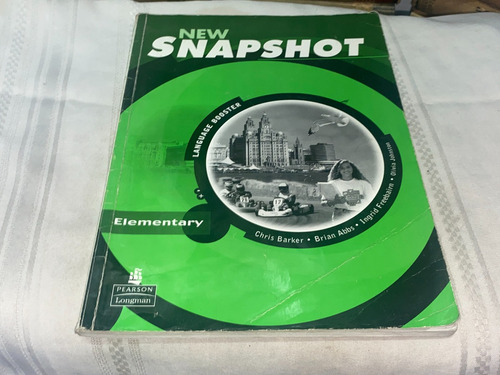 NEW
SNAPSHOT
LANGUAGE BOOSTER
Elementary
Chris Barker • Brian Abbs • Ingrid Freebairn • Olivia Johnston
PEARSON
Longman